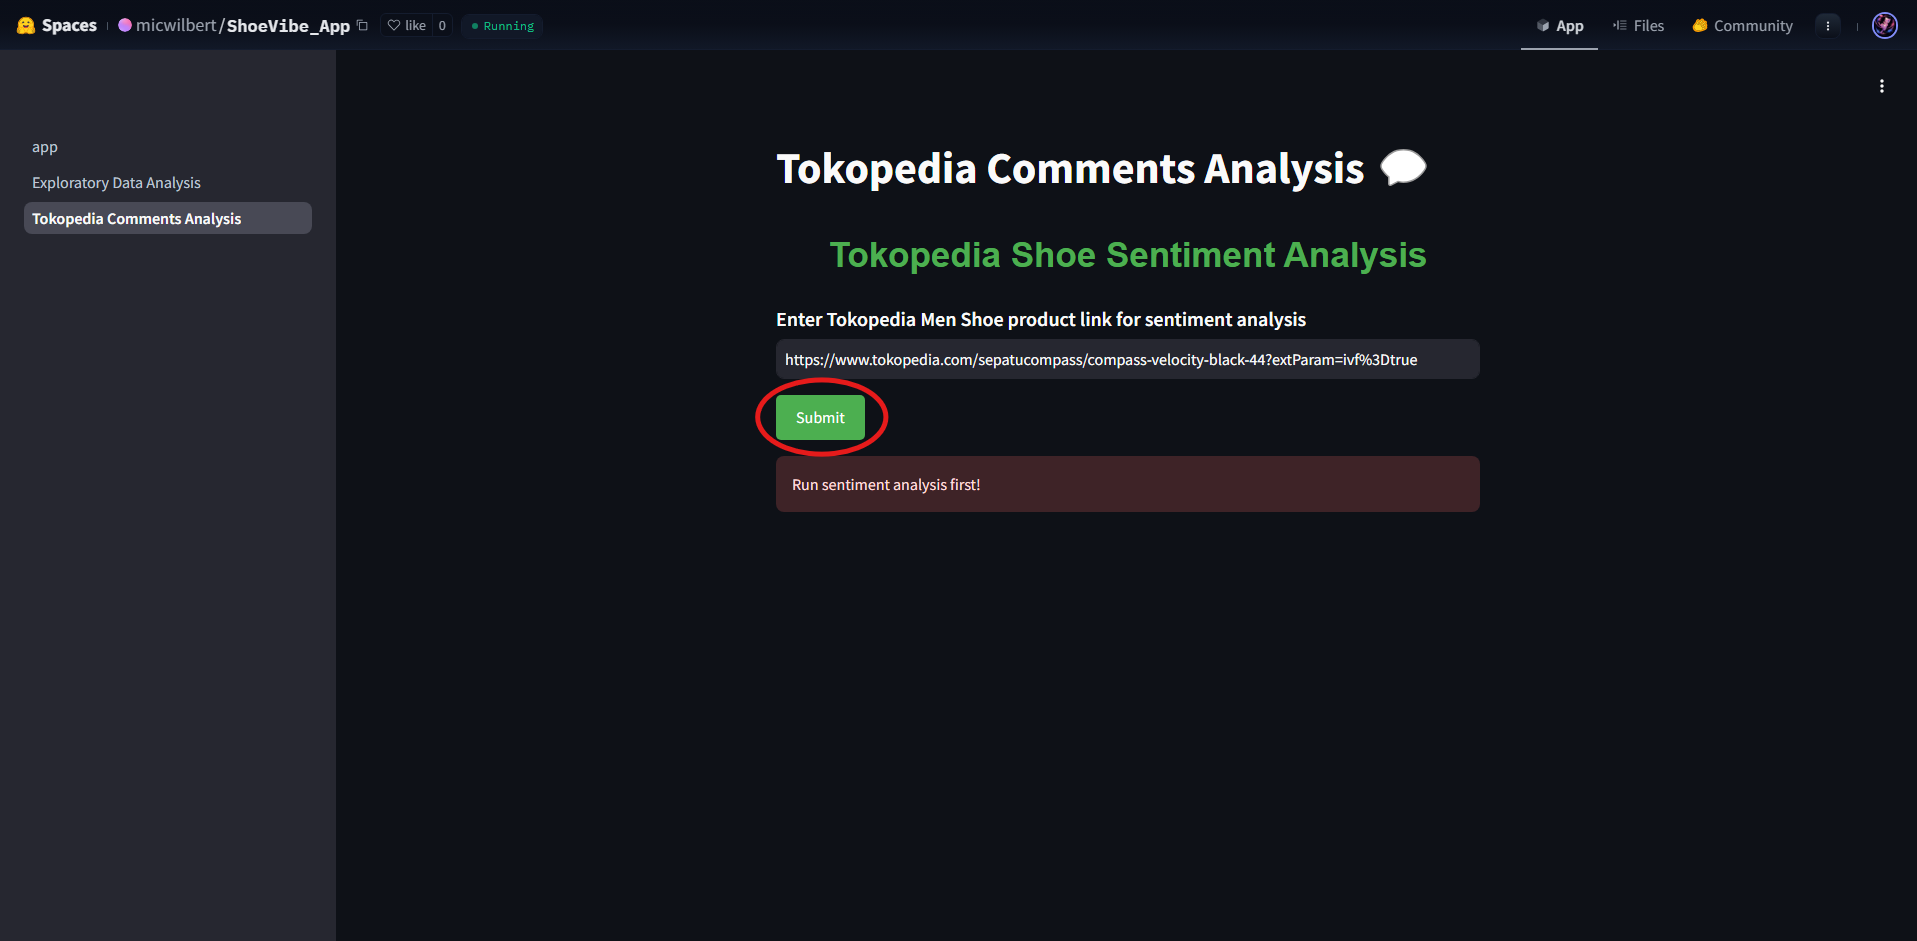 Spaces micwilbert/ShoeVibe_App like 0 Running App Files Community
app
Exploratory Data Analysis
Tokopedia Comments Analysis
Tokopedia Comments Analysis
Tokopedia Shoe Sentiment Analysis
Enter Tokopedia Men Shoe product link for sentiment analysis
https://www.tokopedia.com/sepatucompass/compass-velocity-black-44?extParam=ivf%3Dtrue
Submit
Run sentiment analysis first!